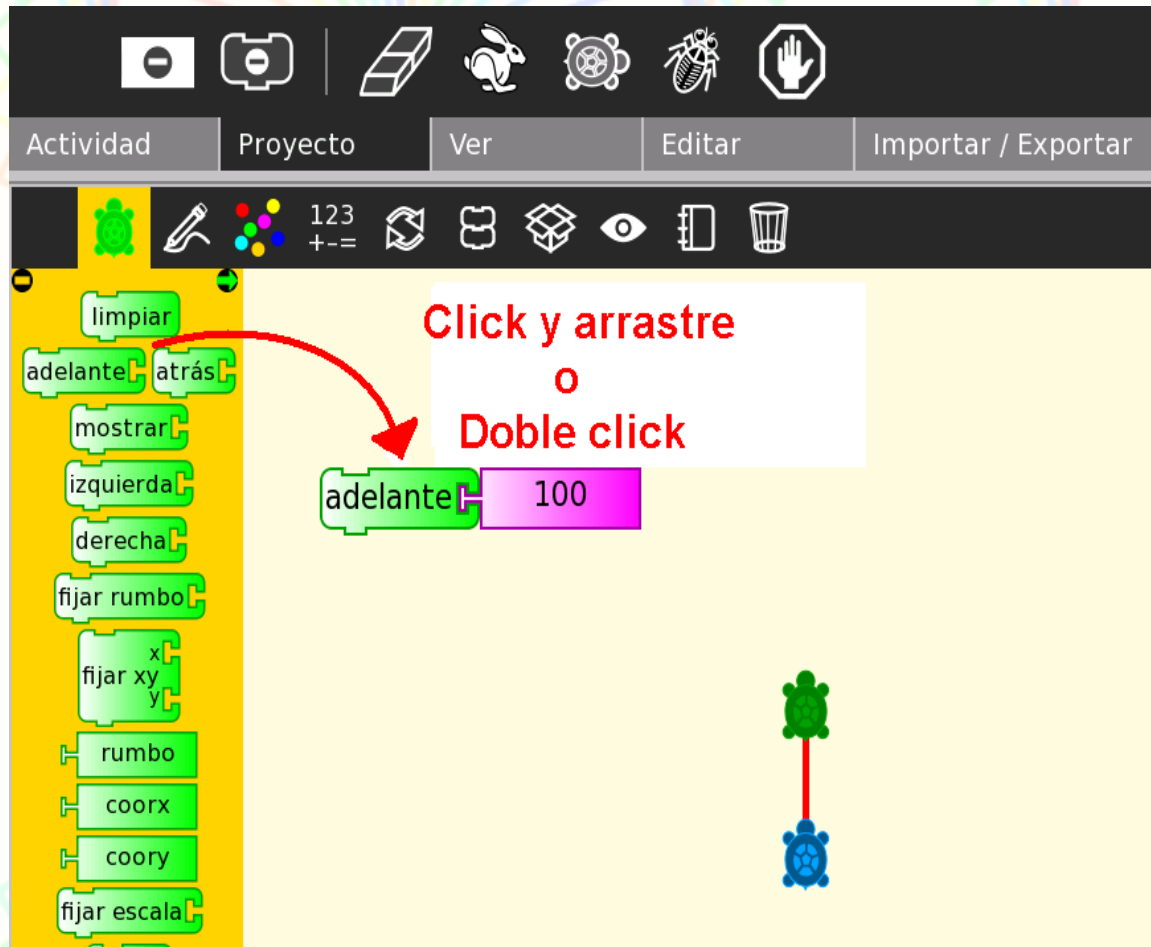 Actividad
Proyecto
Ver
Editar
Importar / Exportar
123
+-=
limpiar
adelante
atrás
mostrar
izquierda
derecha
fijar rumbo
x
fijar xy
y
rumbo
coorx
coory
fijar escala
Click y arrastre
o
Doble click
adelante 100